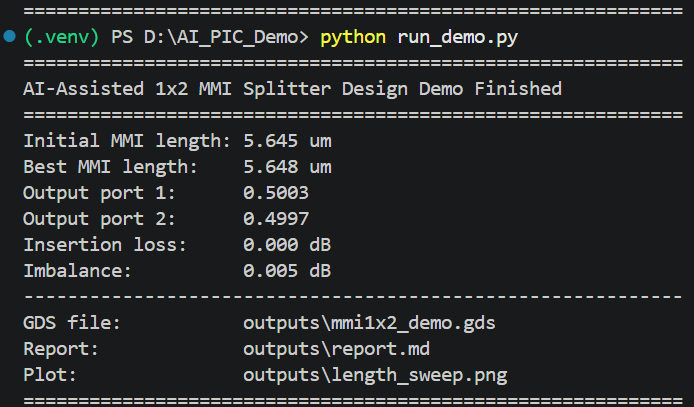 ============================================================
(.venv) PS D:\AI_PIC_Demo> python run_demo.py
============================================================
AI-Assisted 1x2 MMI Splitter Design Demo Finished
============================================================
Initial MMI length: 5.645 um
Best MMI length:    5.648 um
Output port 1:      0.5003
Output port 2:      0.4997
Insertion loss:     0.000 dB
Imbalance:          0.005 dB
------------------------------------------------------------
GDS file:           outputs\mmi1x2_demo.gds
Report:             outputs\report.md
Plot:               outputs\length_sweep.png
============================================================